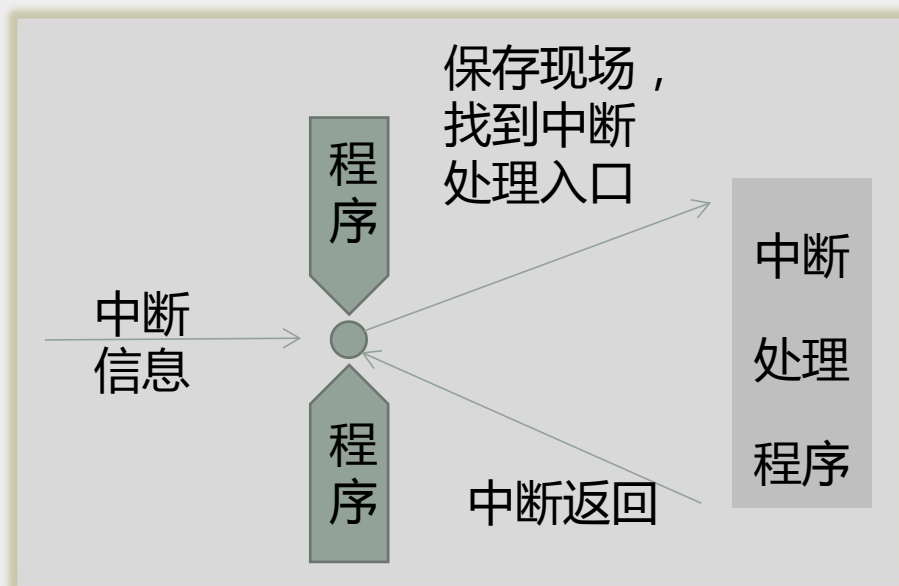 保存现场，
找到中断
处理入口
程
序
中断
信息
中断
处理
程序
程
序
中断返回